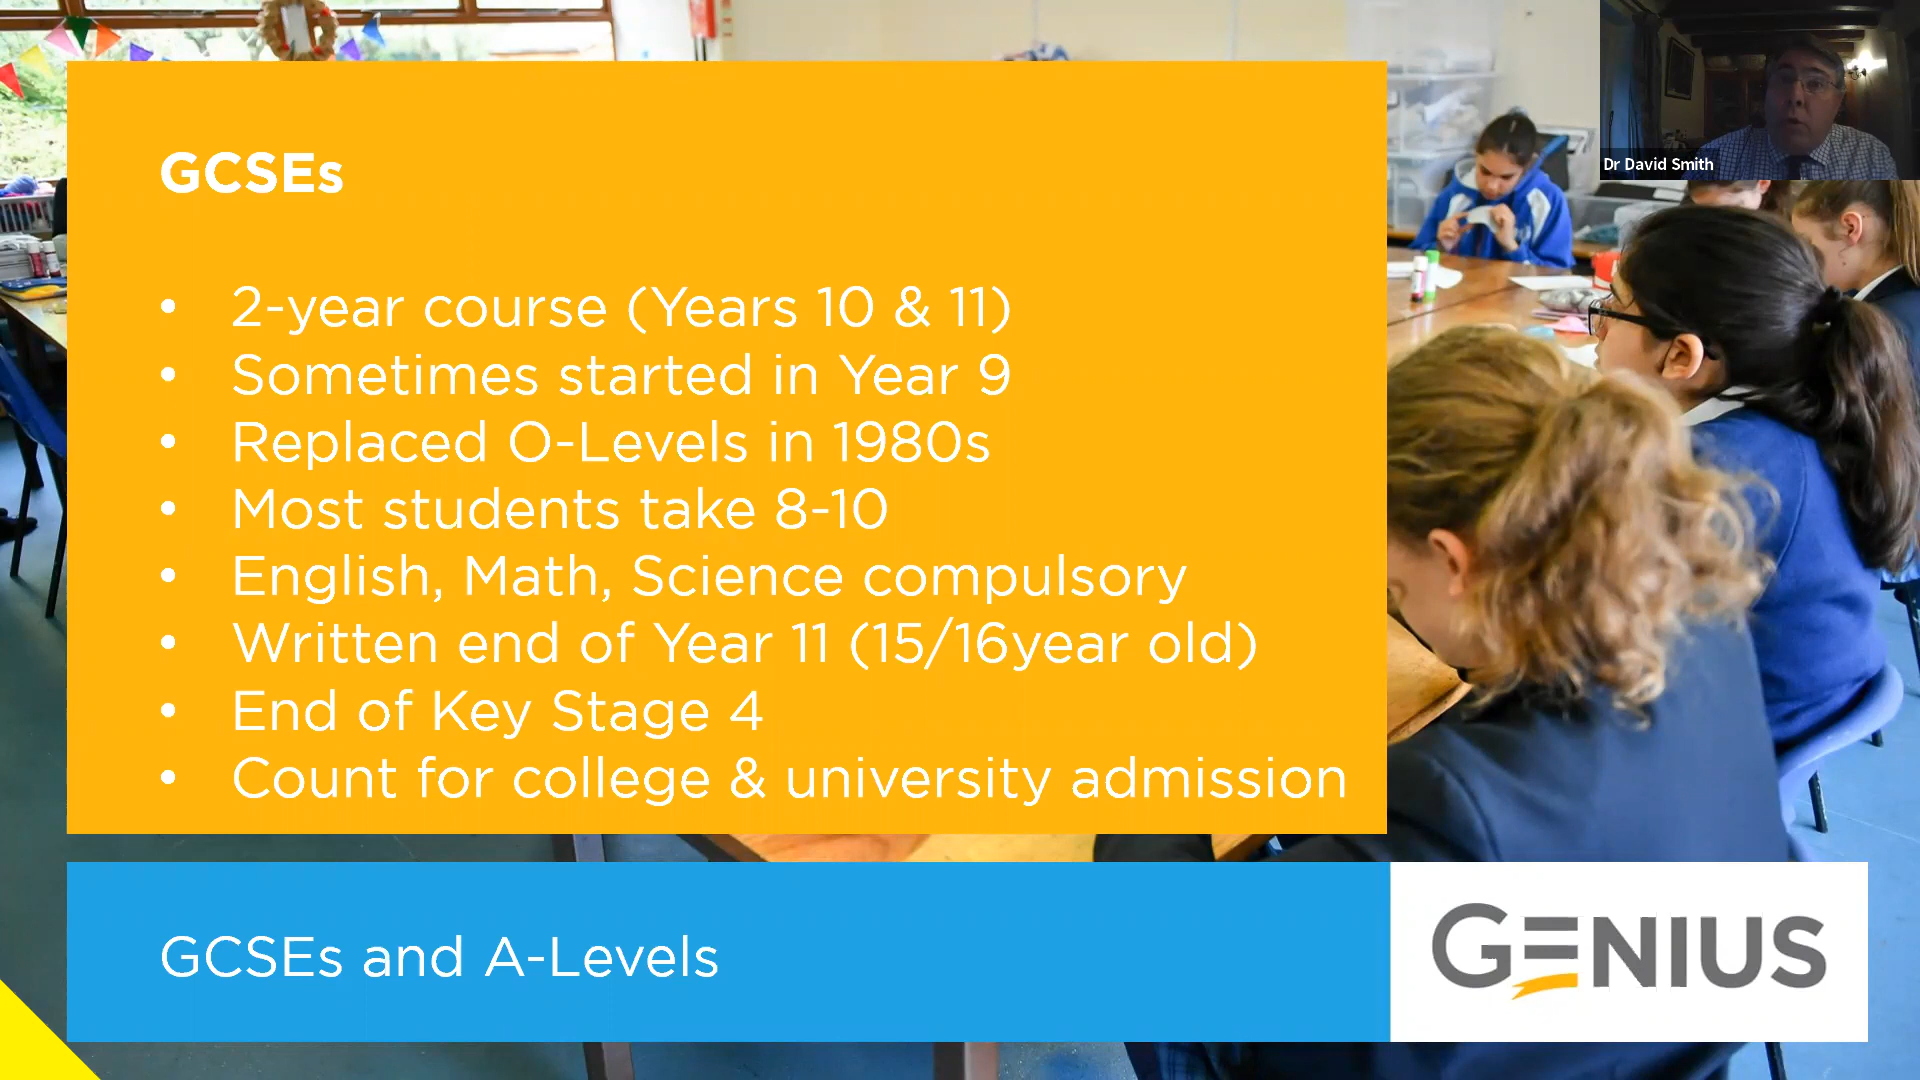 Dr David Smith
GCSEs
• 2-year course (Years 10 & 11)
• Sometimes started in Year 9
• Replaced O-Levels in 1980s
• Most students take 8-10
• English, Math, Science compulsory
• Written end of Year 11 (15/16year old)
• End of Key Stage 4
• Count for college & university admission
GCSEs and A-Levels
GENIUS